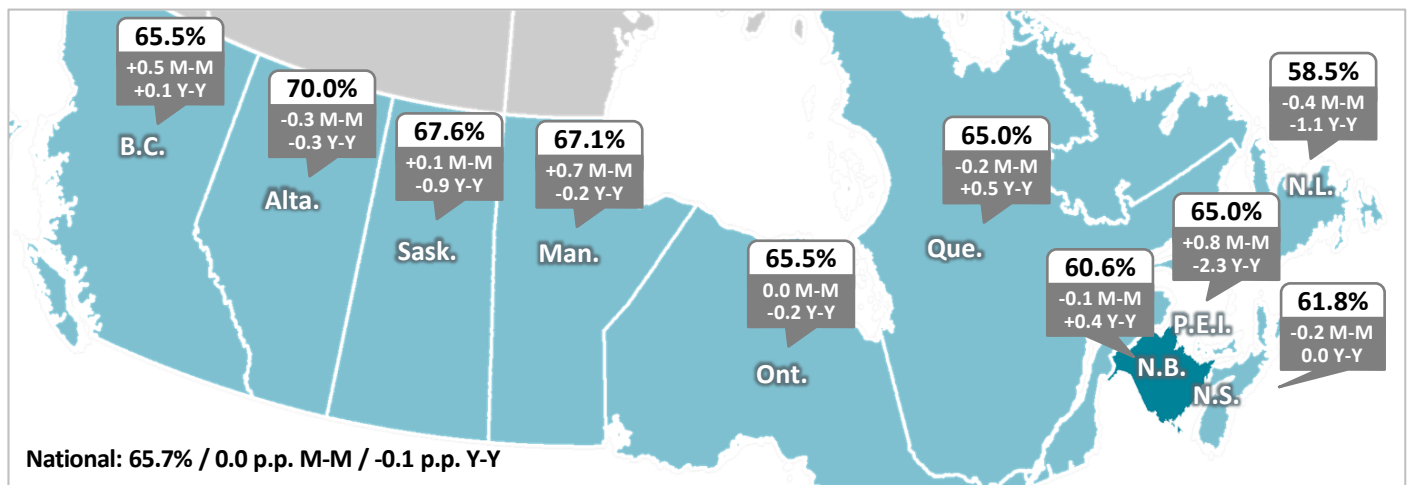 65.5%
+0.5 M-M
+0.1 Y-Y
B.C.
70.0%
-0.3 M-M
-0.3 Y-Y
Alta.
67.6%
+0.1 M-M
-0.9 Y-Y
Sask.
67.1%
+0.7 M-M
-0.2 Y-Y
Man.
65.5%
0.0 M-M
-0.2 Y-Y
Ont.
65.0%
-0.2 M-M
+0.5 Y-Y
Que.
58.5%
-0.4 M-M
-1.1 Y-Y
N.L.
65.0%
+0.8 M-M
-2.3 Y-Y
P.E.I.
60.6%
-0.1 M-M
+0.4 Y-Y
N.B.
61.8%
-0.2 M-M
0.0 Y-Y
N.S.
National: 65.7% / 0.0 p.p. M-M / -0.1 p.p. Y-Y